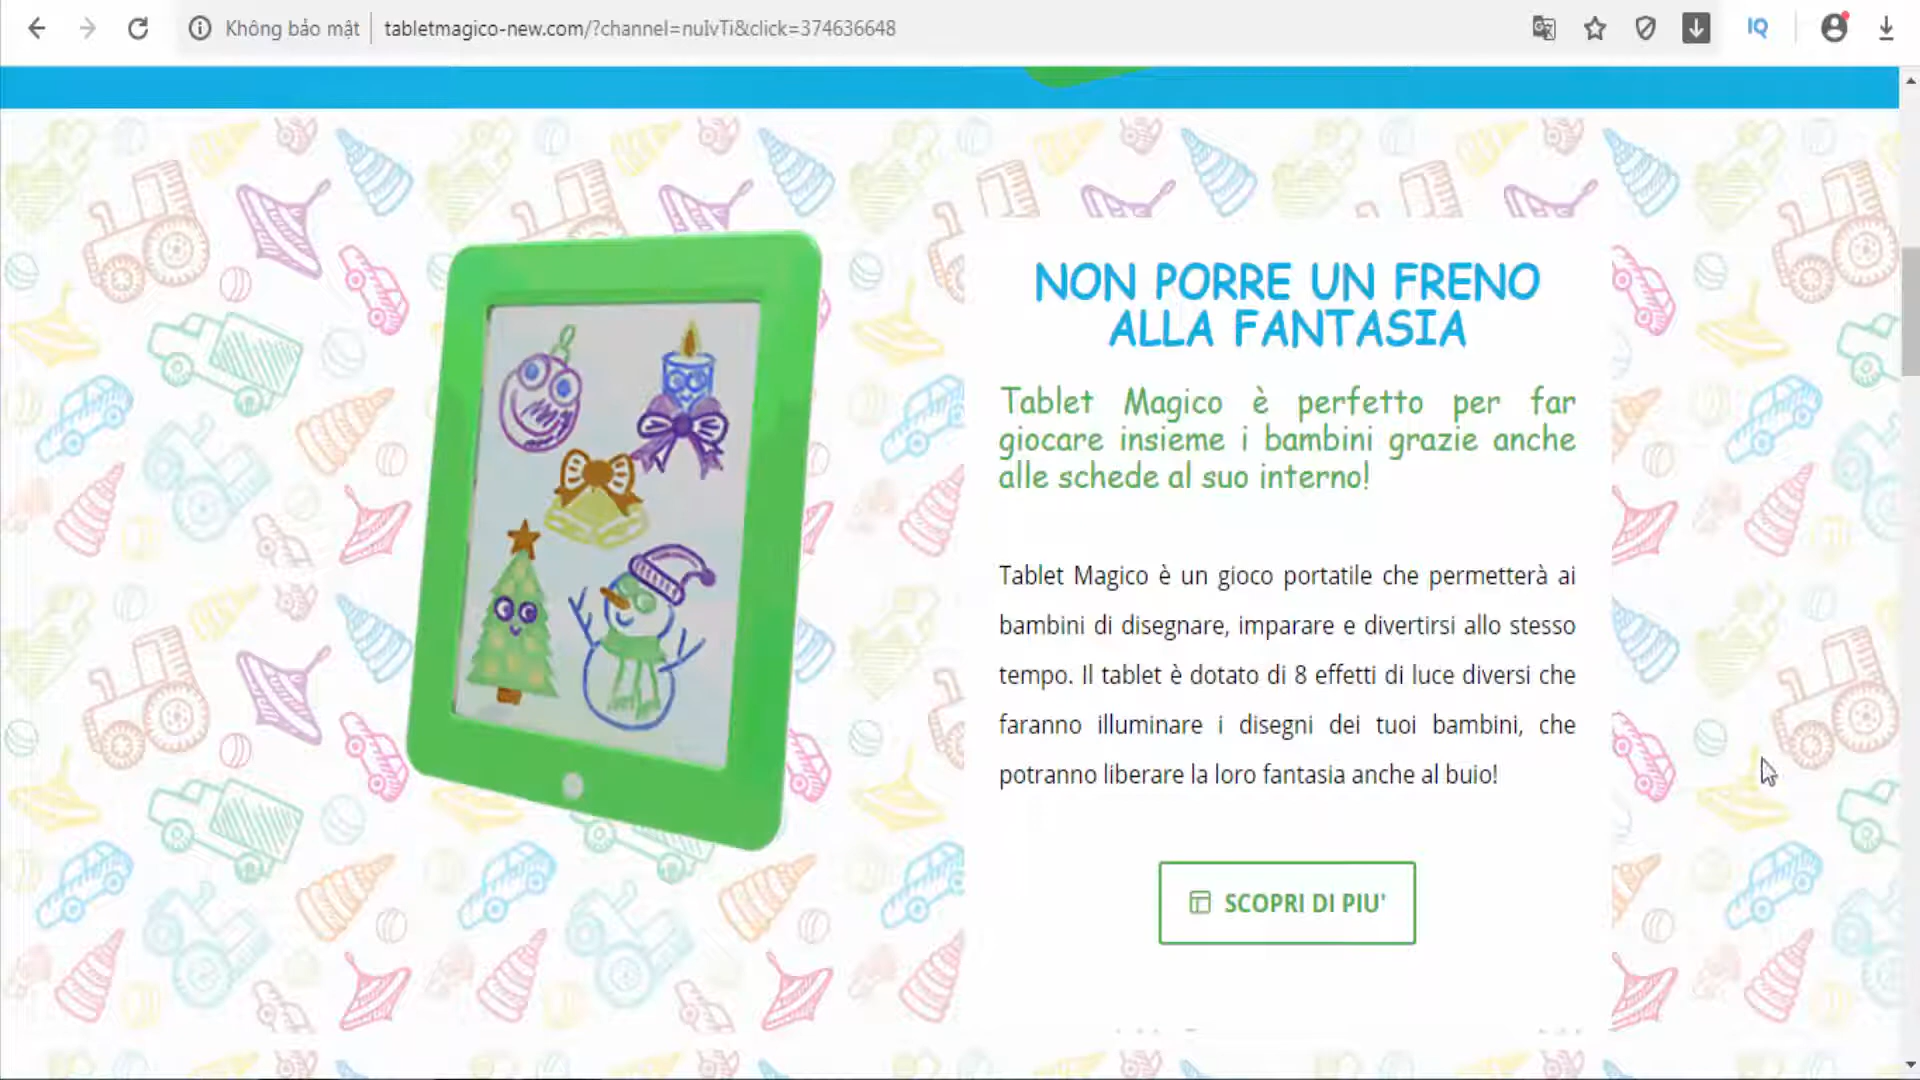 Không bảo mật
tabletmagico-new.com/?channel=nuIvTi&click=374636648
IQ
NON PORRE UN FRENO
ALLA FANTASIA
Tablet Magico è perfetto per far
giocare insieme i bambini grazie anche
alle schede al suo interno!
Tablet Magico è un gioco portatile che permetterà ai
bambini di disegnare, imparare e divertirsi allo stesso
tempo. Il tablet è dotato di 8 effetti di luce diversi che
faranno illuminare i disegni dei tuoi bambini, che
potranno liberare la loro fantasia anche al buio!
SCOPRI DI PIU'